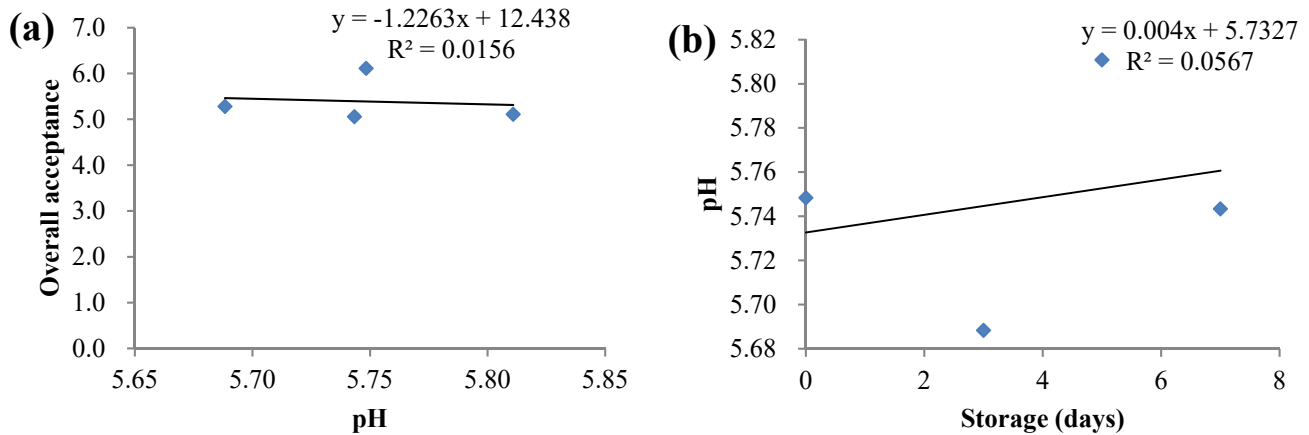 (a)
y = -1.2263x + 12.438
R² = 0.0156
7.0
6.0
5.0
4.0
3.0
2.0
1.0
0.0
Overall acceptance
5.65 5.70 5.75 5.80 5.85
pH
(b)
y = 0.004x + 5.7327
R² = 0.0567
5.82
5.80
5.78
5.76
5.74
5.72
5.70
5.68
pH
0 2 4 6 8
Storage (days)